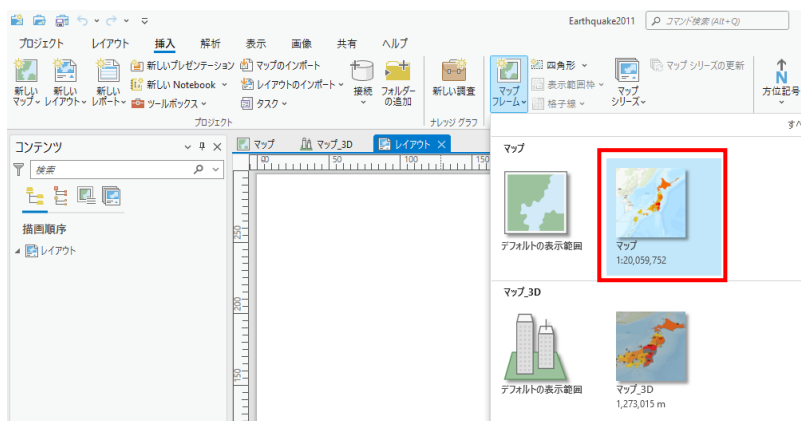 Earthquake2011
コマンド検索 (Alt+Q)
プロジェクト レイアウト 挿入 解析 表示 画像 共有 ヘルプ
新しいプレゼンテーション マップのインポート 四角形 マップ シリーズの更新
新しい Notebook レイアウトのインポート 表示範囲枠
ツールボックス タスク 格子線
新しい
マップ
新しい
レイアウト
新しい
レポート
接続
フォルダー
の追加
新しい調査
マップ
フレーム
マップ
シリーズ
N
方位記号
プロジェクト
ナレッジ グラフ
すべ
コンテンツ
検索
描画順序
レイアウト
マップ マップ_3D レイアウト
50 100 150
250
200
150
マップ
デフォルトの表示範囲
マップ
1:20,059,752
マップ_3D
デフォルトの表示範囲
マップ_3D
1,273,015 m